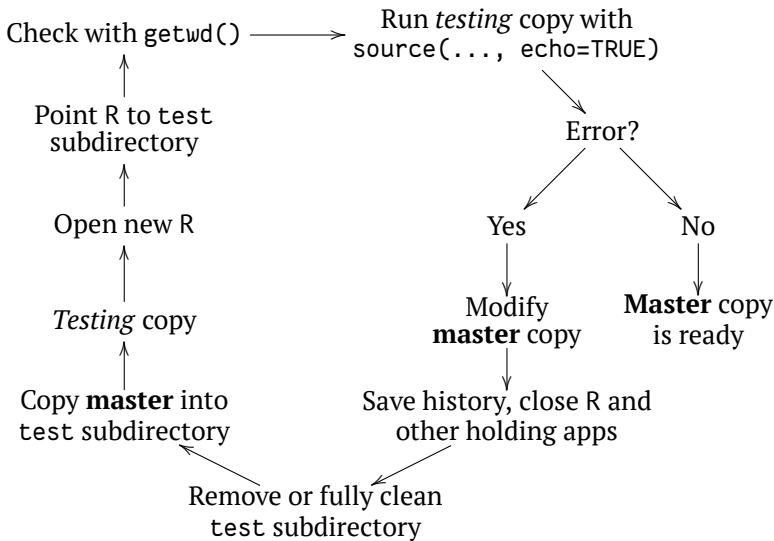 Check with getwd()
Run testing copy with
source(..., echo=TRUE)
Point R to test
subdirectory
Error?
Open new R
Yes
No
Testing copy
Modify
master copy
Master copy
is ready
Copy master into
test subdirectory
Save history, close R and
other holding apps
Remove or fully clean
test subdirectory